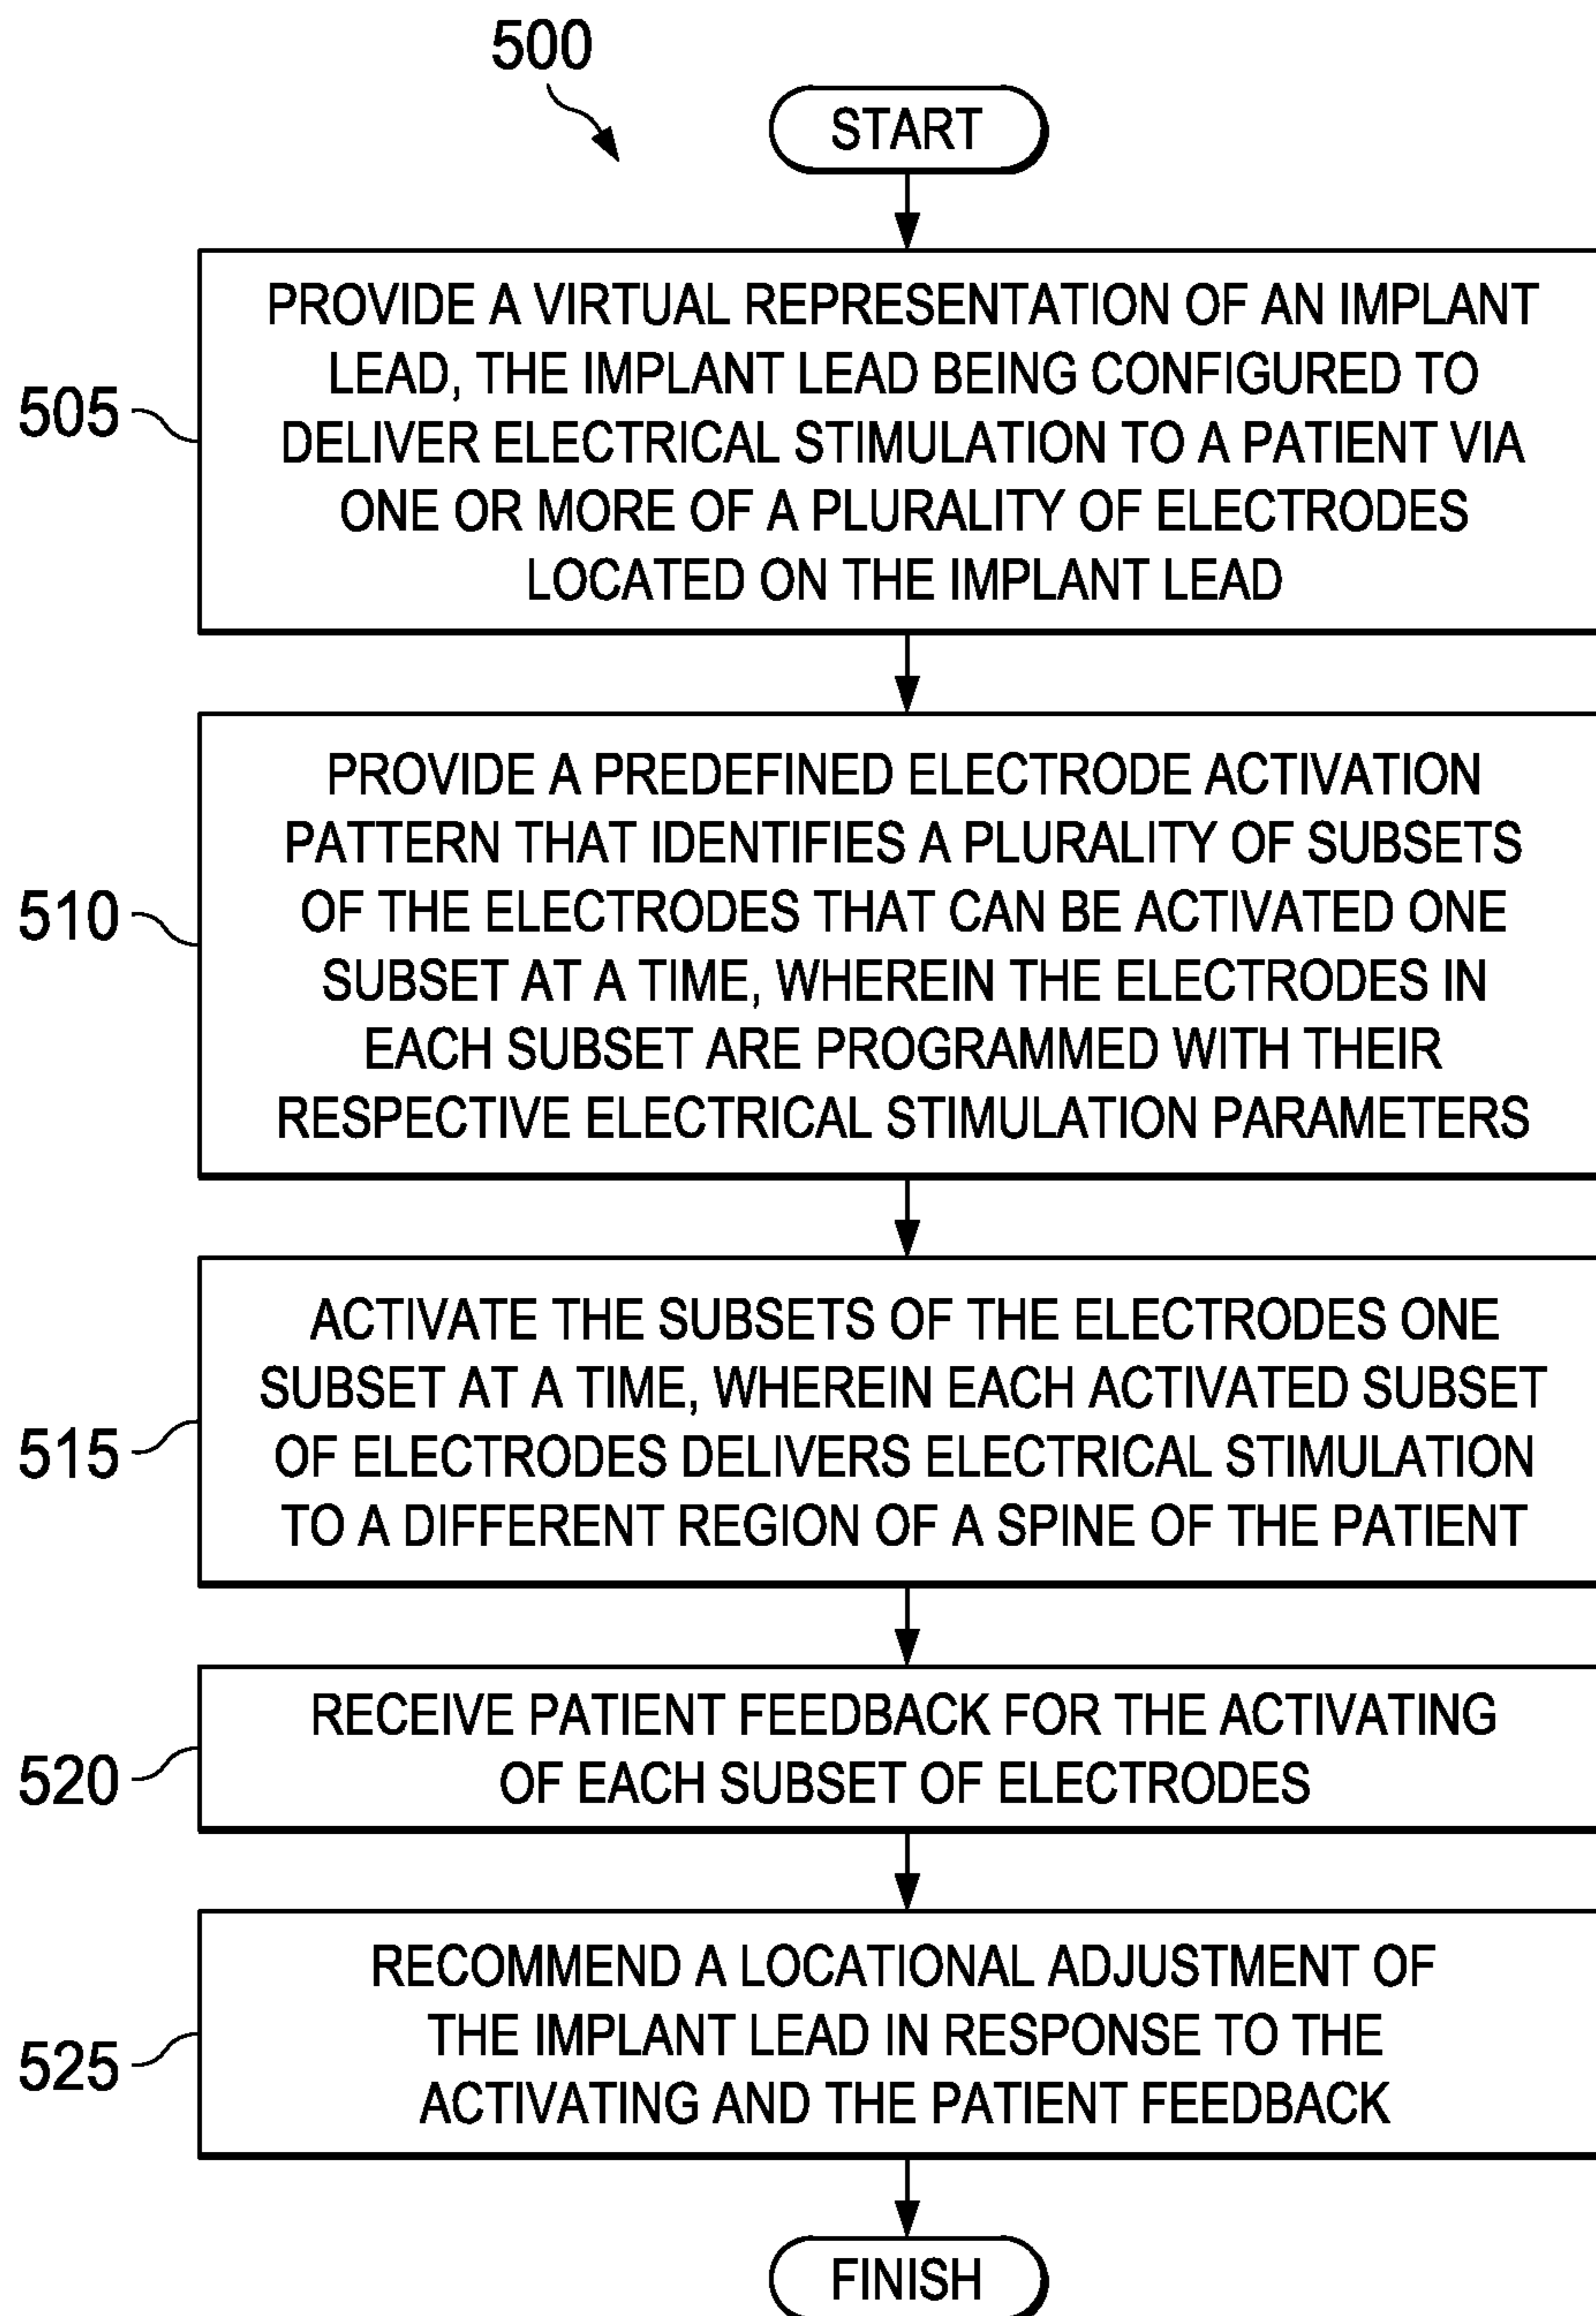 500
START
505
PROVIDE A VIRTUAL REPRESENTATION OF AN IMPLANT
LEAD, THE IMPLANT LEAD BEING CONFIGURED TO
DELIVER ELECTRICAL STIMULATION TO A PATIENT VIA
ONE OR MORE OF A PLURALITY OF ELECTRODES
LOCATED ON THE IMPLANT LEAD
510
PROVIDE A PREDEFINED ELECTRODE ACTIVATION
PATTERN THAT IDENTIFIES A PLURALITY OF SUBSETS
OF THE ELECTRODES THAT CAN BE ACTIVATED ONE
SUBSET AT A TIME, WHEREIN THE ELECTRODES IN
EACH SUBSET ARE PROGRAMMED WITH THEIR
RESPECTIVE ELECTRICAL STIMULATION PARAMETERS
515
ACTIVATE THE SUBSETS OF THE ELECTRODES ONE
SUBSET AT A TIME, WHEREIN EACH ACTIVATED SUBSET
OF ELECTRODES DELIVERS ELECTRICAL STIMULATION
TO A DIFFERENT REGION OF A SPINE OF THE PATIENT
520
RECEIVE PATIENT FEEDBACK FOR THE ACTIVATING
OF EACH SUBSET OF ELECTRODES
525
RECOMMEND A LOCATIONAL ADJUSTMENT OF
THE IMPLANT LEAD IN RESPONSE TO THE
ACTIVATING AND THE PATIENT FEEDBACK
FINISH